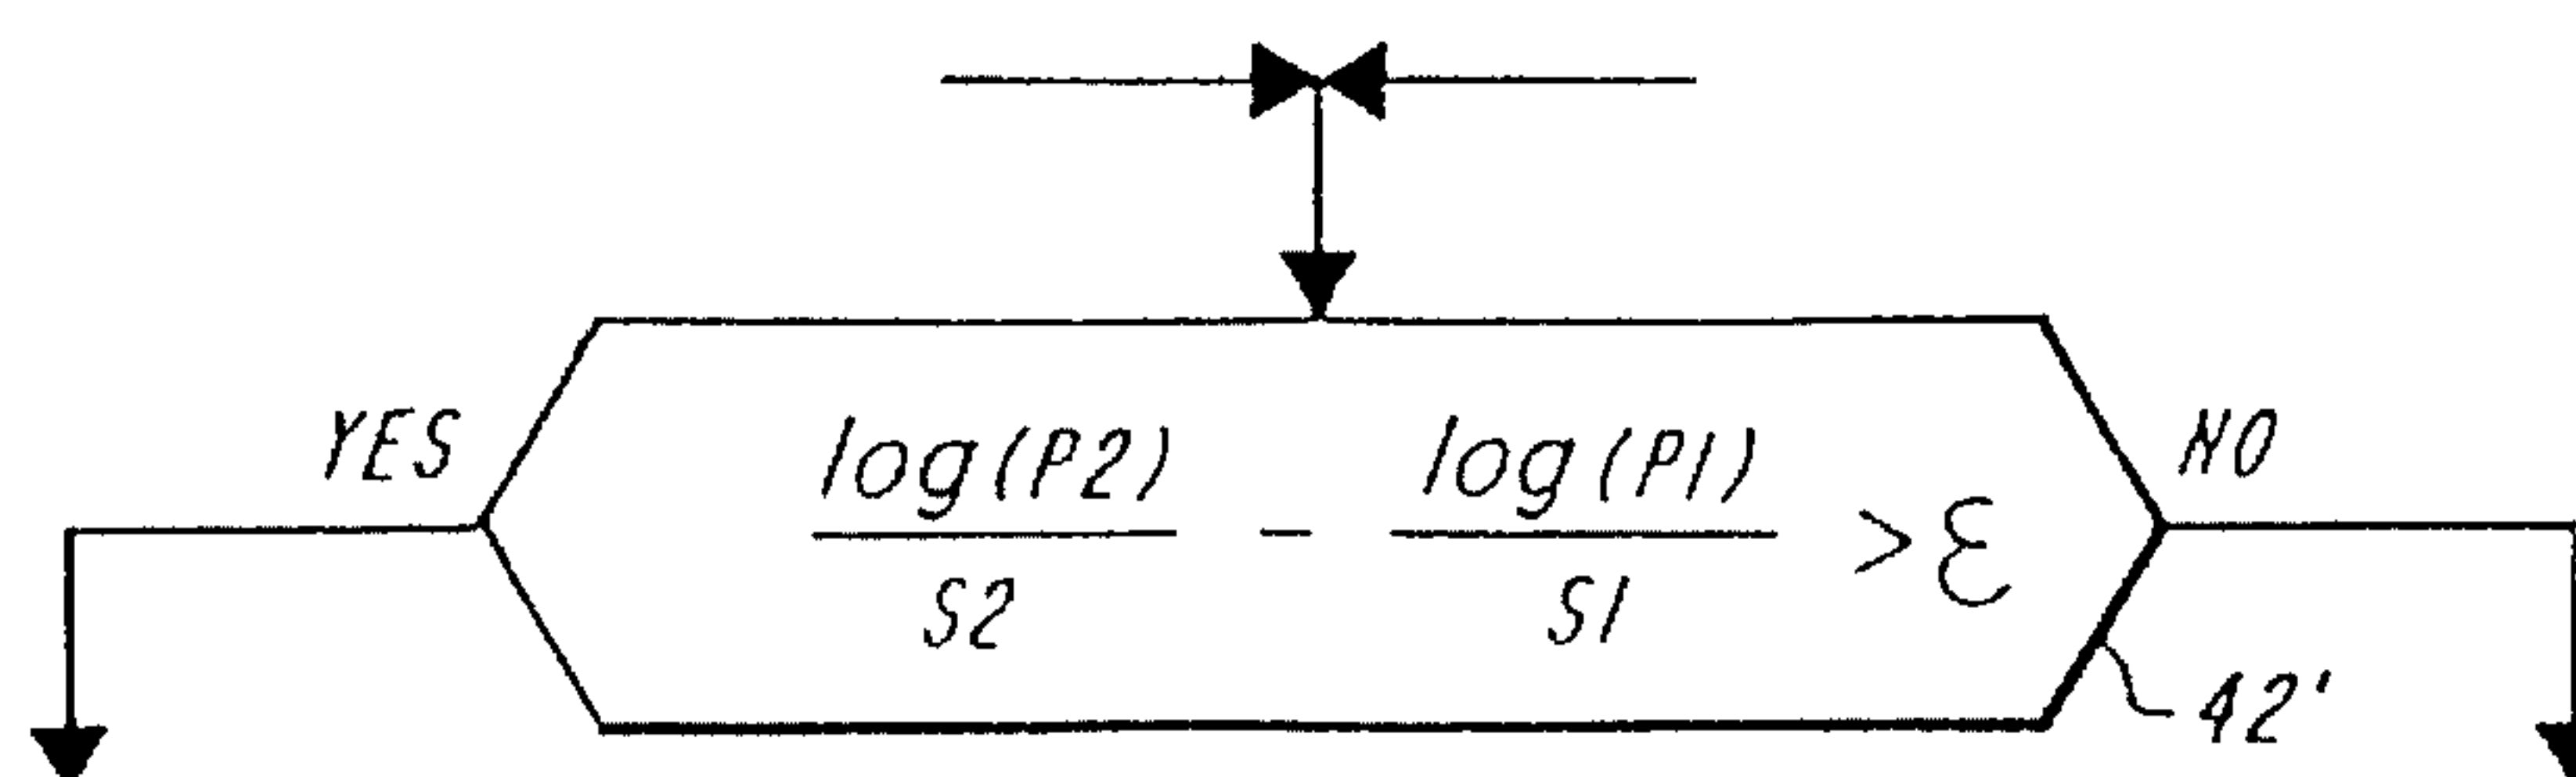 YES
log(P2) / S2 - log(P1) / S1 > ε
NO
42'